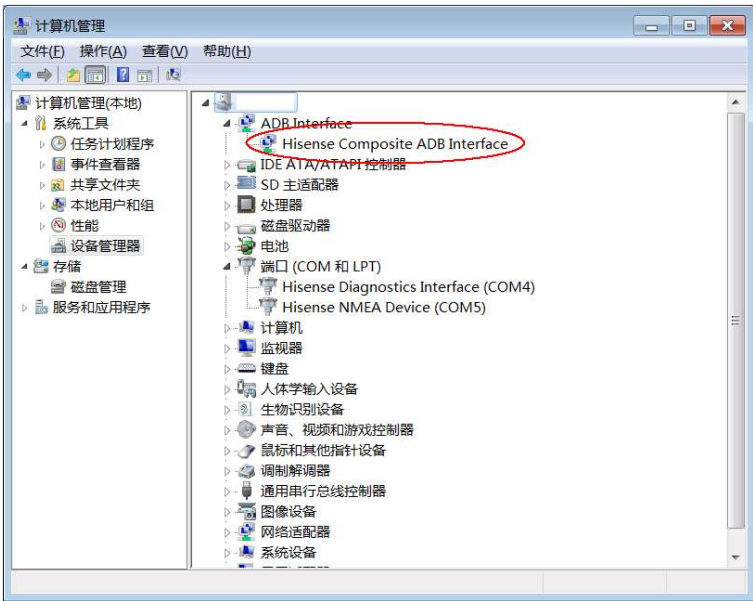 计算机管理
文件(F) 操作(A) 查看(V) 帮助(H)
计算机管理(本地)
系统工具
任务计划程序
事件查看器
共享文件夹
本地用户和组
性能
设备管理器
存储
磁盘管理
服务和应用程序
ADB Interface
Hisense Composite ADB Interface
IDE ATA/ATAPI 控制器
SD 主适配器
处理器
磁盘驱动器
电池
端口 (COM 和 LPT)
Hisense Diagnostics Interface (COM4)
Hisense NMEA Device (COM5)
计算机
监视器
键盘
人体学输入设备
生物识别设备
声音、视频和游戏控制器
鼠标和其他指针设备
调制解调器
通用串行总线控制器
图像设备
网络适配器
系统设备